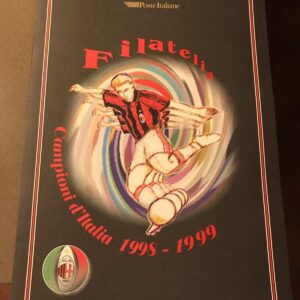 Poste Italiane
Filatelia
Campioni d'Italia 1998 - 1999